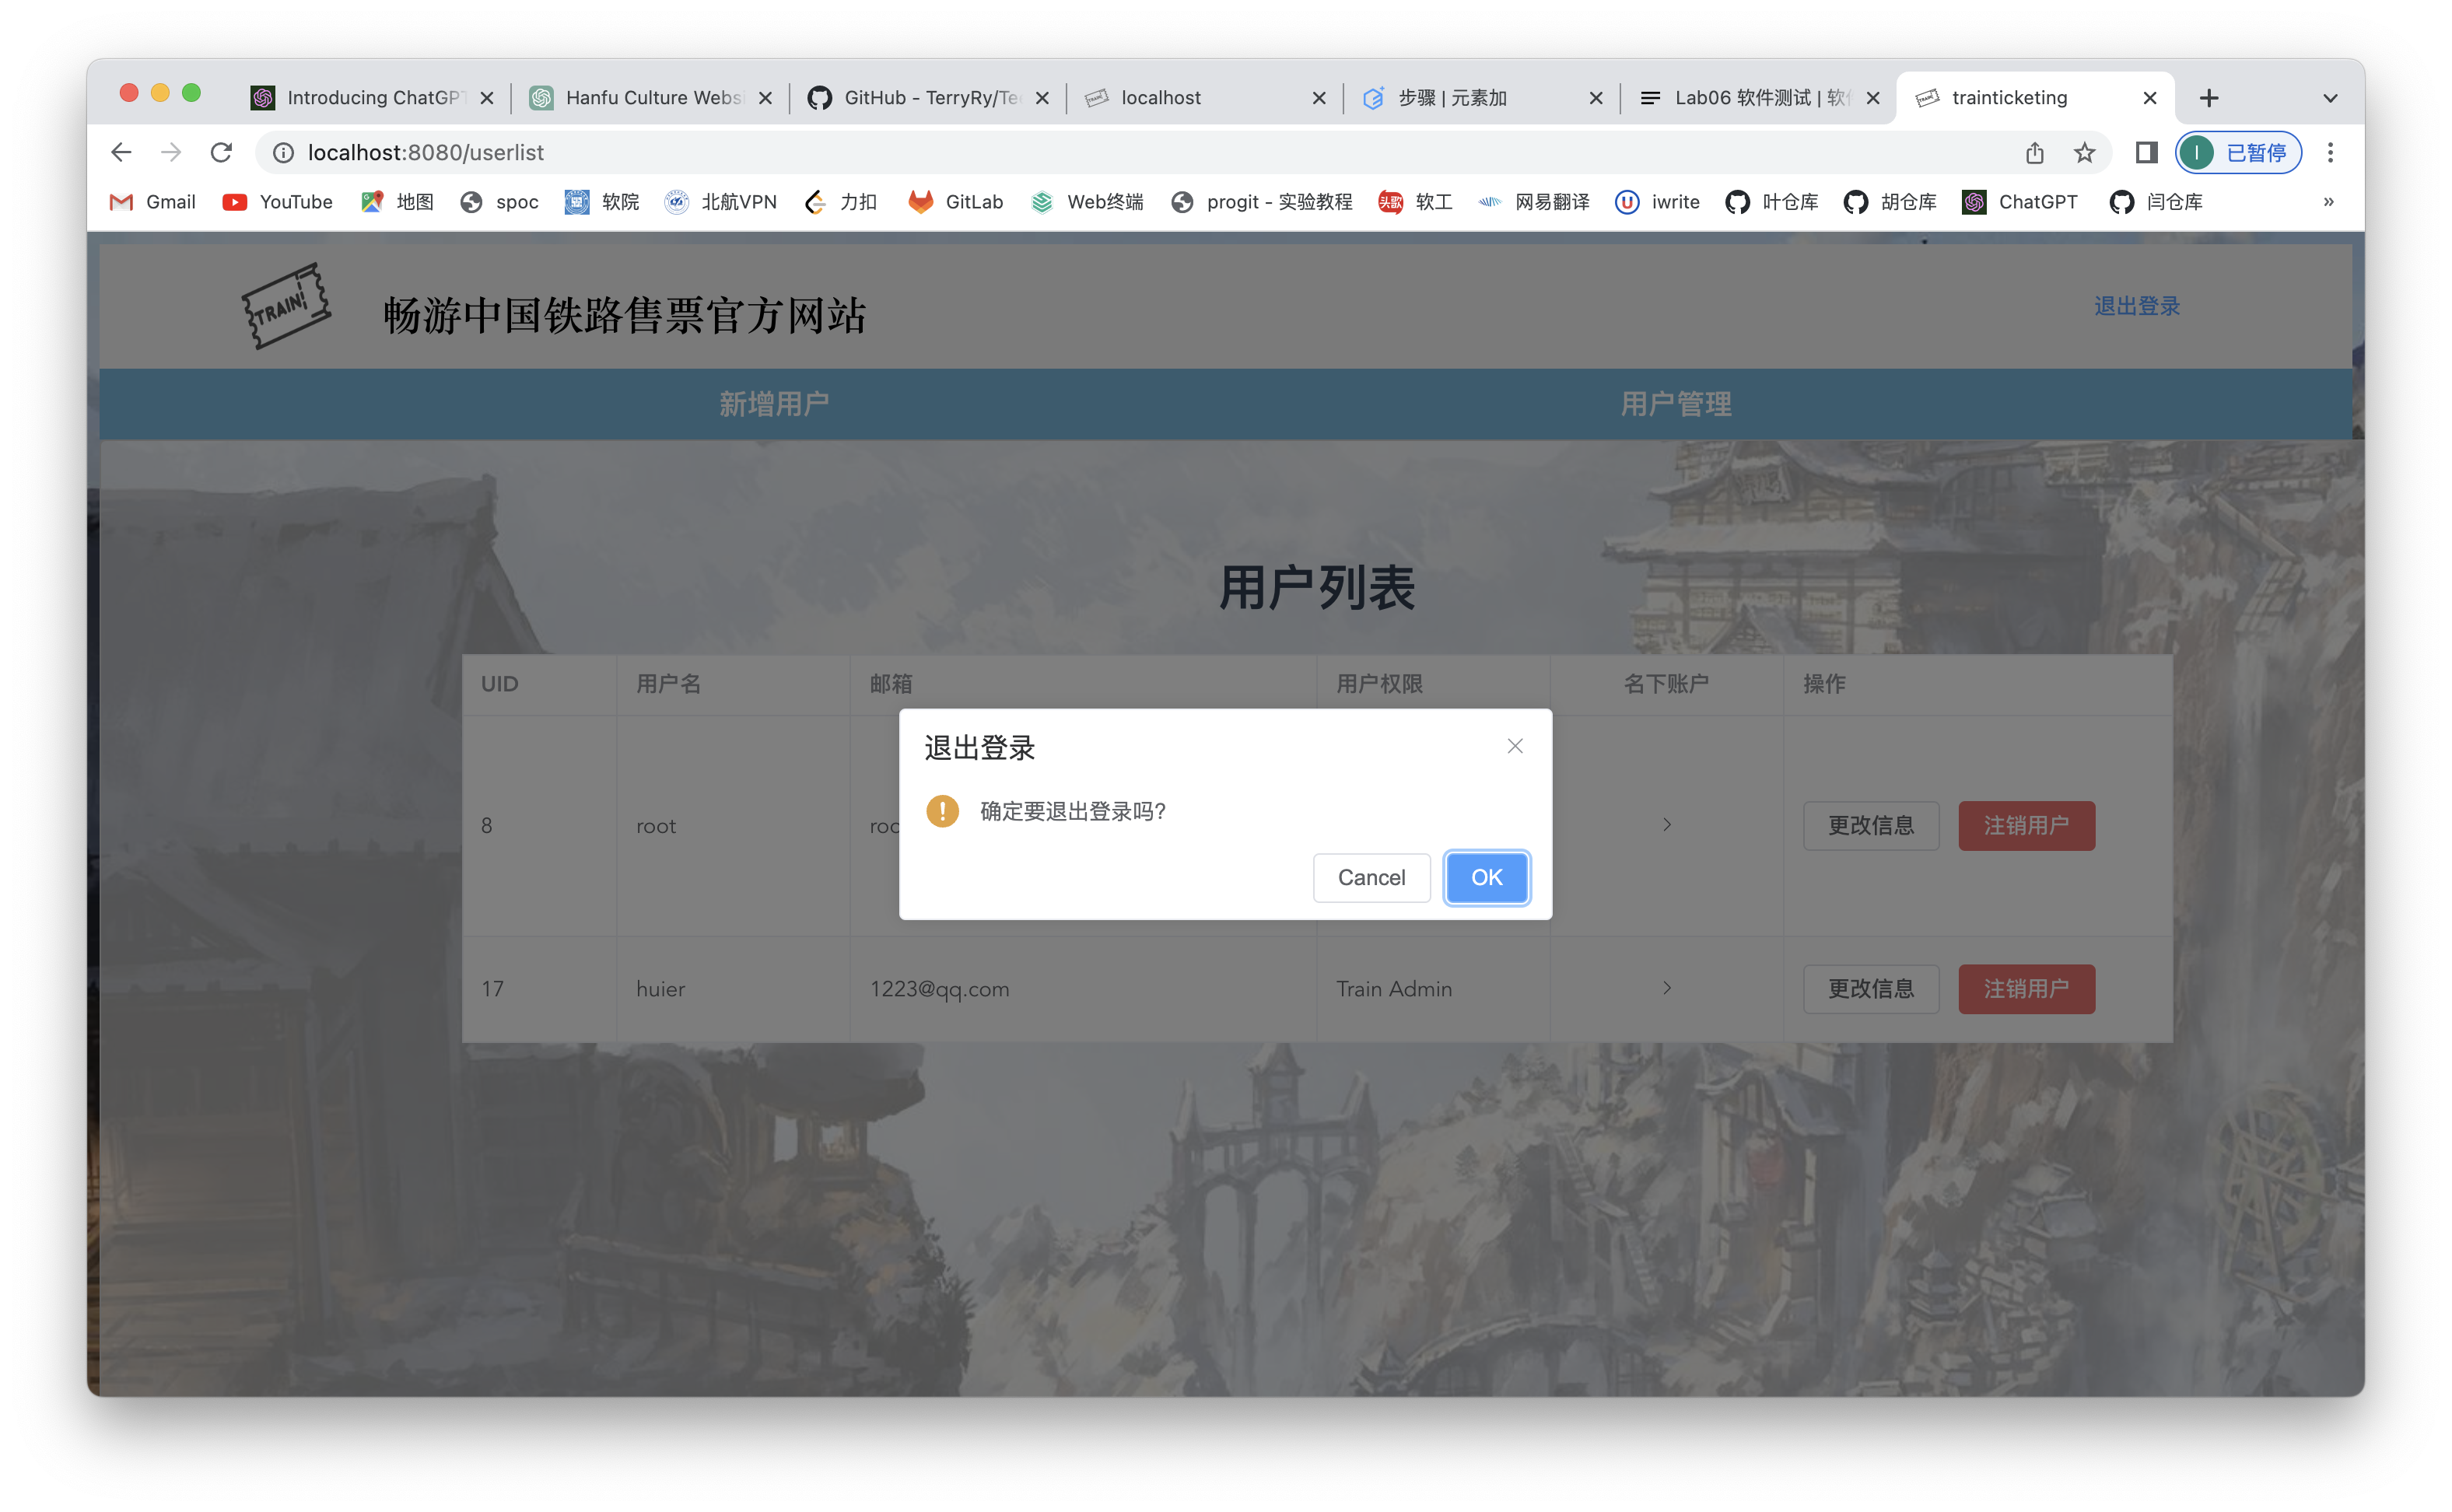 Introducing ChatGPT
Hanfu Culture Websi
GitHub - TerryRy/Te
localhost
步骤 | 元素加
Lab06 软件测试 | 软
trainticketing
localhost:8080/userlist
I
已暂停
Gmail
YouTube
地图
spoc
软院
北航VPN
力扣
GitLab
Web终端
progit - 实验教程
头歌
软工
网易翻译
iwrite
叶仓库
胡仓库
ChatGPT
闫仓库
»
TRAIN!
畅游中国铁路售票官方网站
退出登录
新增用户
用户管理
用户列表
UID
用户名
邮箱
用户权限
名下账户
操作
退出登录
确定要退出登录吗?
Cancel
OK
8
root
更改信息
注销用户
17
huier
1223@qq.com
Train Admin
更改信息
注销用户